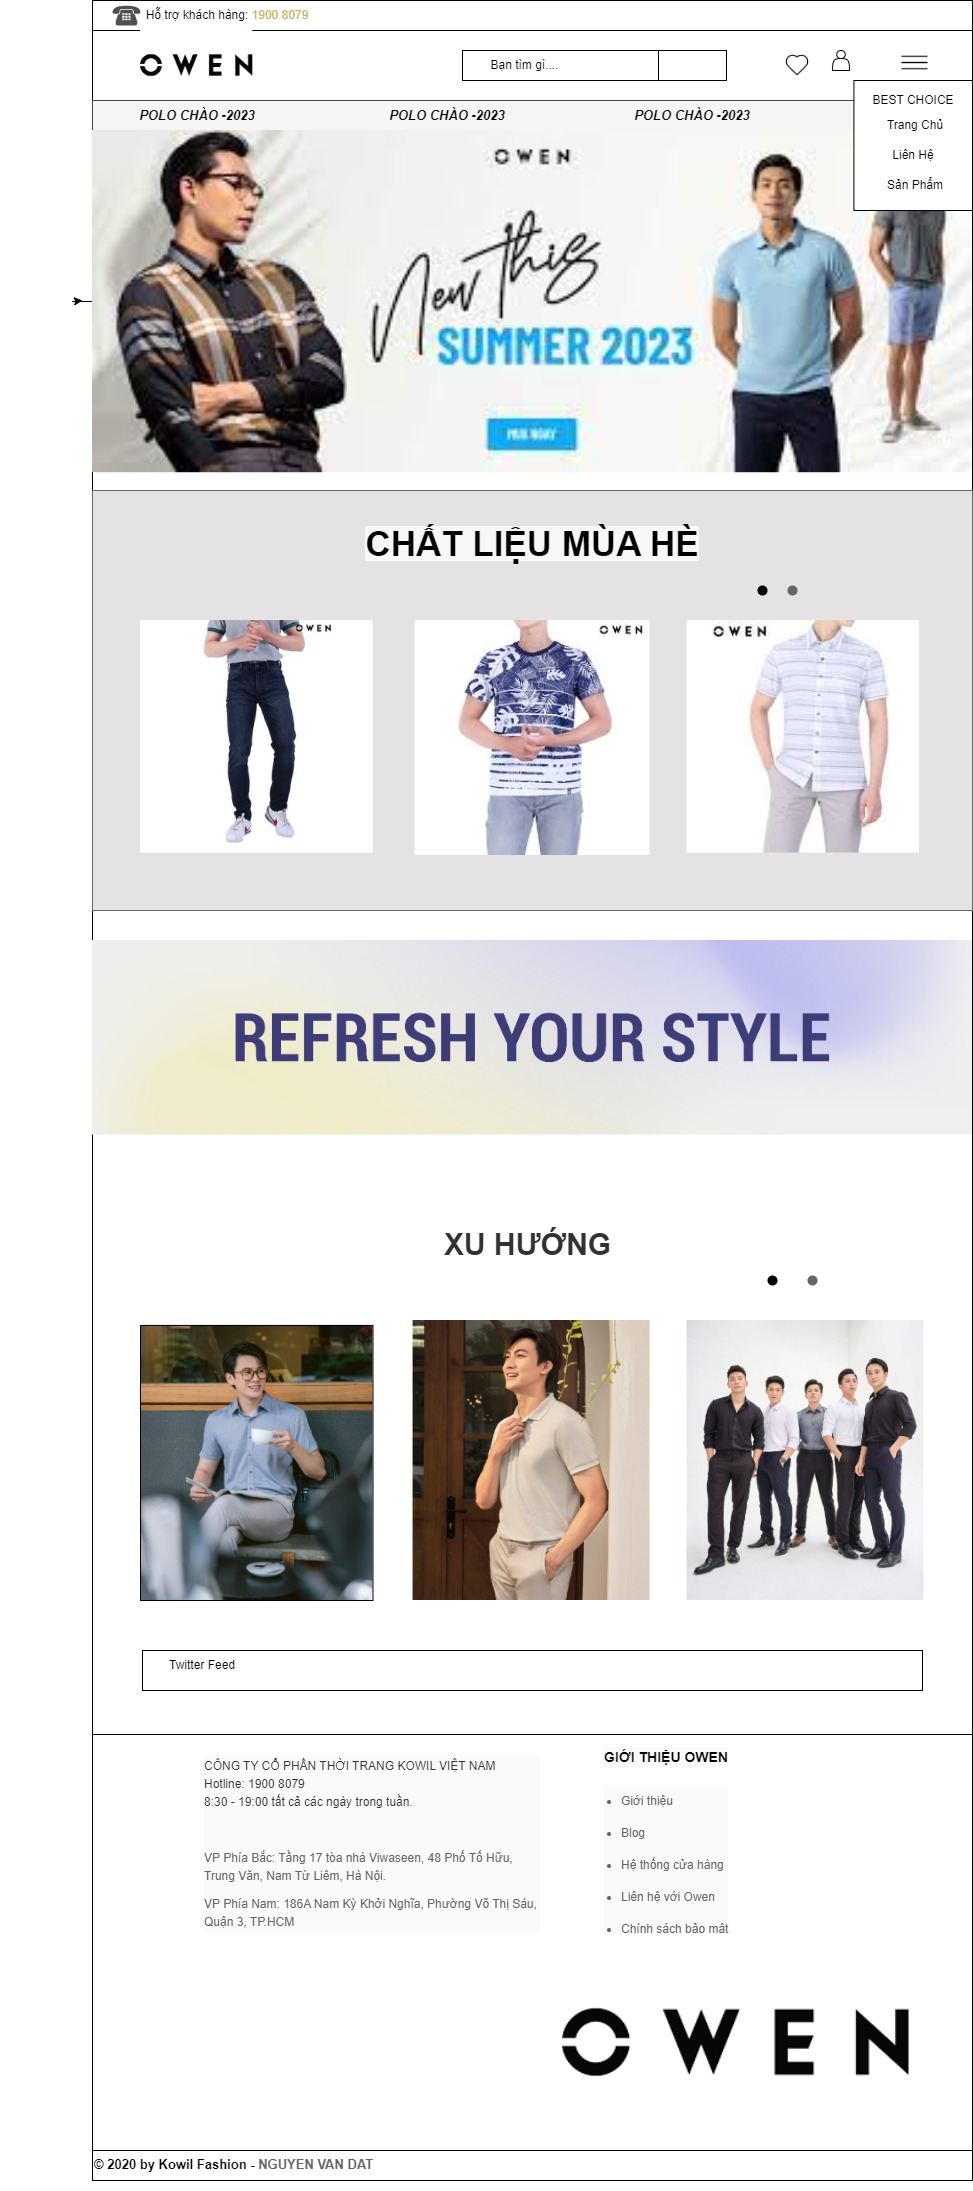 Hỗ trợ khách hàng: 1900 8079
OWEN
Bạn tìm gì....
BEST CHOICE
Trang Chủ
Liên Hệ
Sản Phẩm
POLO CHÀO -2023 POLO CHÀO -2023 POLO CHÀO -2023
OWEN
New this
SUMMER 2023
MUA NGAY
CHẤT LIỆU MÙA HÈ
OWEN OWEN OWEN
REFRESH YOUR STYLE
XU HƯỚNG
Twitter Feed
CÔNG TY CỔ PHẦN THỜI TRANG KOWIL VIỆT NAM
Hotline: 1900 8079
8:30 - 19:00 tất cả các ngày trong tuần.
VP Phía Bắc: Tầng 17 tòa nhà Viwaseen, 48 Phố Tố Hữu,
Trung Văn, Nam Từ Liêm, Hà Nội.
VP Phía Nam: 186A Nam Kỳ Khởi Nghĩa, Phường Võ Thị Sáu,
Quận 3, TP.HCM
GIỚI THIỆU OWEN
• Giới thiệu
• Blog
• Hệ thống cửa hàng
• Liên hệ với Owen
• Chính sách bảo mật
OWEN
© 2020 by Kowil Fashion - NGUYEN VAN DAT